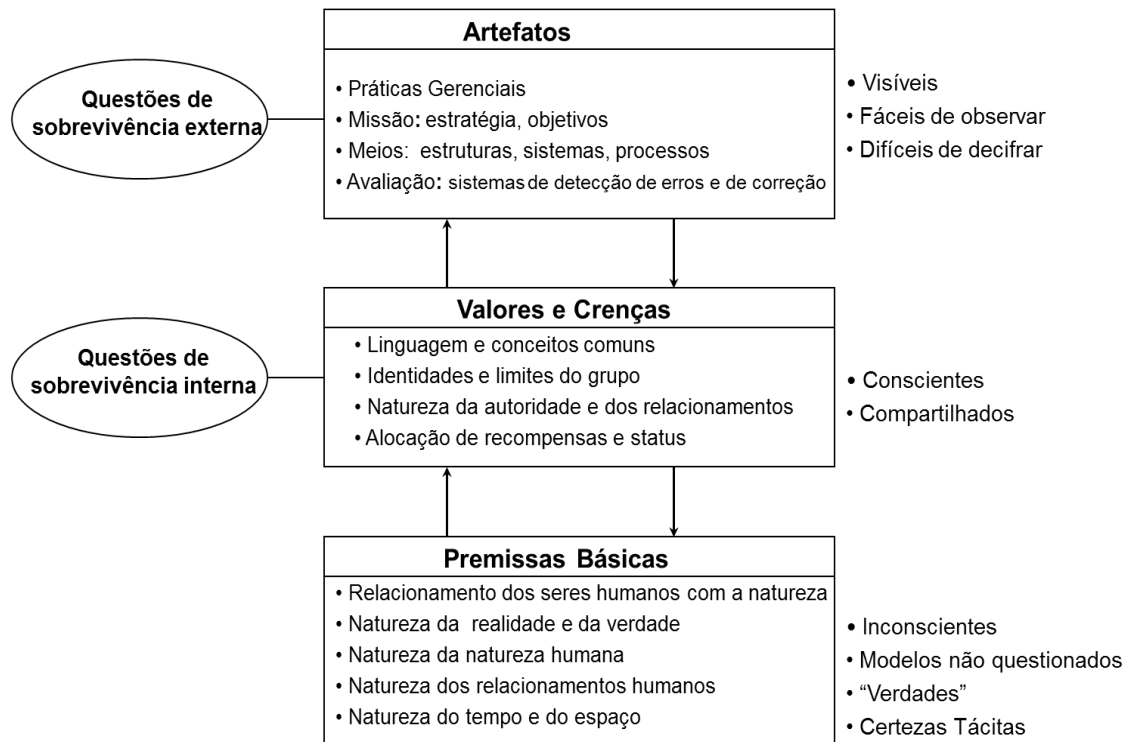 Artefatos
Questões de
sobrevivência externa
• Práticas Gerenciais
• Missão: estratégia, objetivos
• Meios: estruturas, sistemas, processos
• Avaliação: sistemas de detecção de erros e de correção
• Visíveis
• Fáceis de observar
• Difíceis de decifrar
Valores e Crenças
Questões de
sobrevivência interna
• Linguagem e conceitos comuns
• Identidades e limites do grupo
• Natureza da autoridade e dos relacionamentos
• Alocação de recompensas e status
• Conscientes
• Compartilhados
Premissas Básicas
• Relacionamento dos seres humanos com a natureza
• Natureza da realidade e da verdade
• Natureza da natureza humana
• Natureza dos relacionamentos humanos
• Natureza do tempo e do espaço
• Inconscientes
• Modelos não questionados
• “Verdades”
• Certezas Tácitas